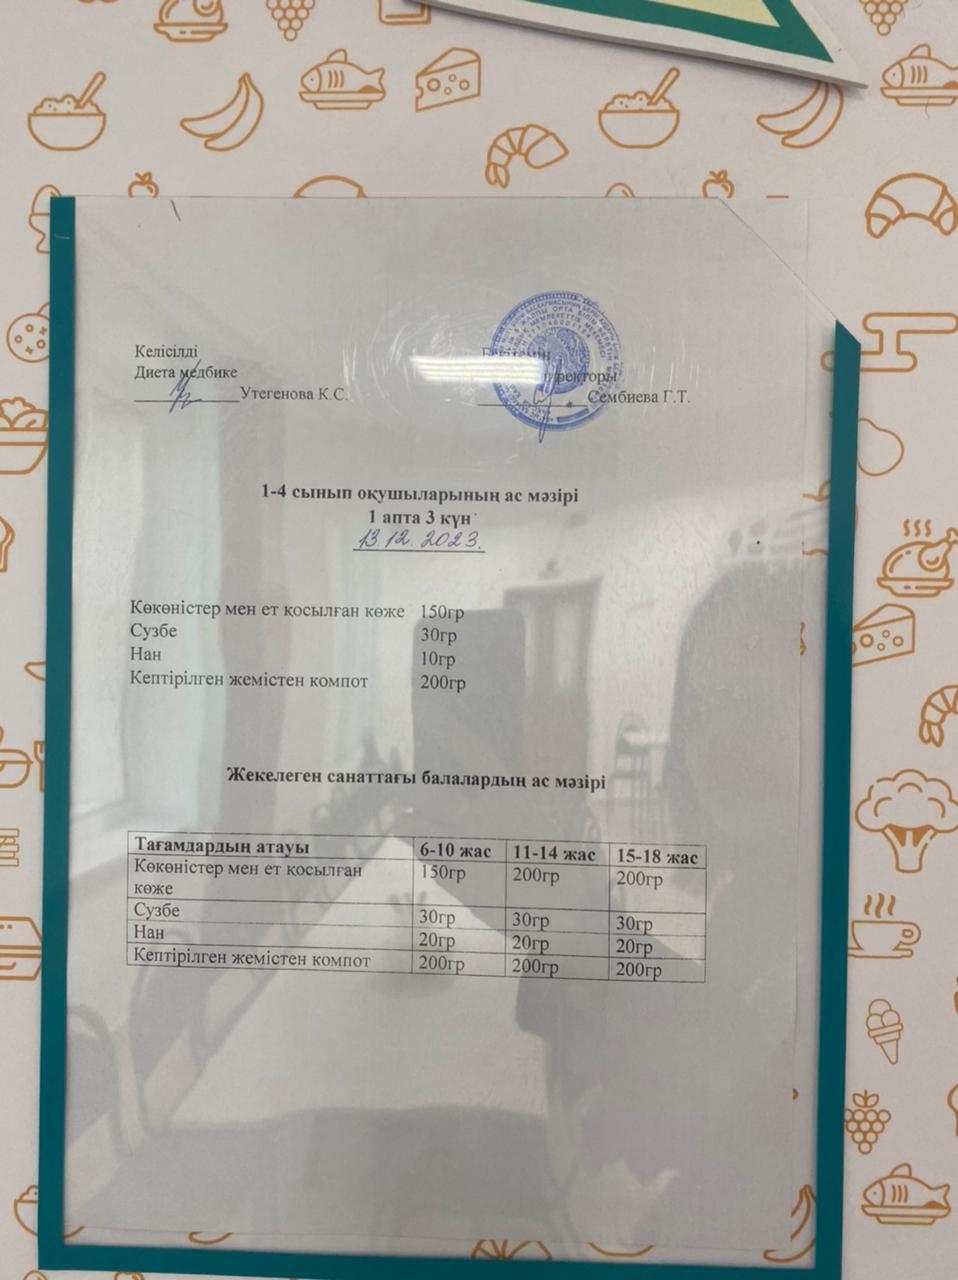 Келісілді
Диета медбике
Утегенова К.С.
Бекітемін
директоры
Сембиева Г.Т.
1-4 сынып оқушыларының ас мәзірі
1 апта 3 күн
13.12.2023.
Көкөністер мен ет қосылған көже 150гр
Сузбе 30гр
Нан 10гр
Кептірілген жемістен компот 200гр
Жекелеген санаттағы балалардың ас мәзірі
Тағамдардың атауы 6-10 жас 11-14 жас 15-18 жас
Көкөністер мен ет қосылған 150гр 200гр 200гр
көже
Сузбе 30гр 30гр 30гр
Нан 20гр 20гр 20гр
Кептірілген жемістен компот 200гр 200гр 200гр